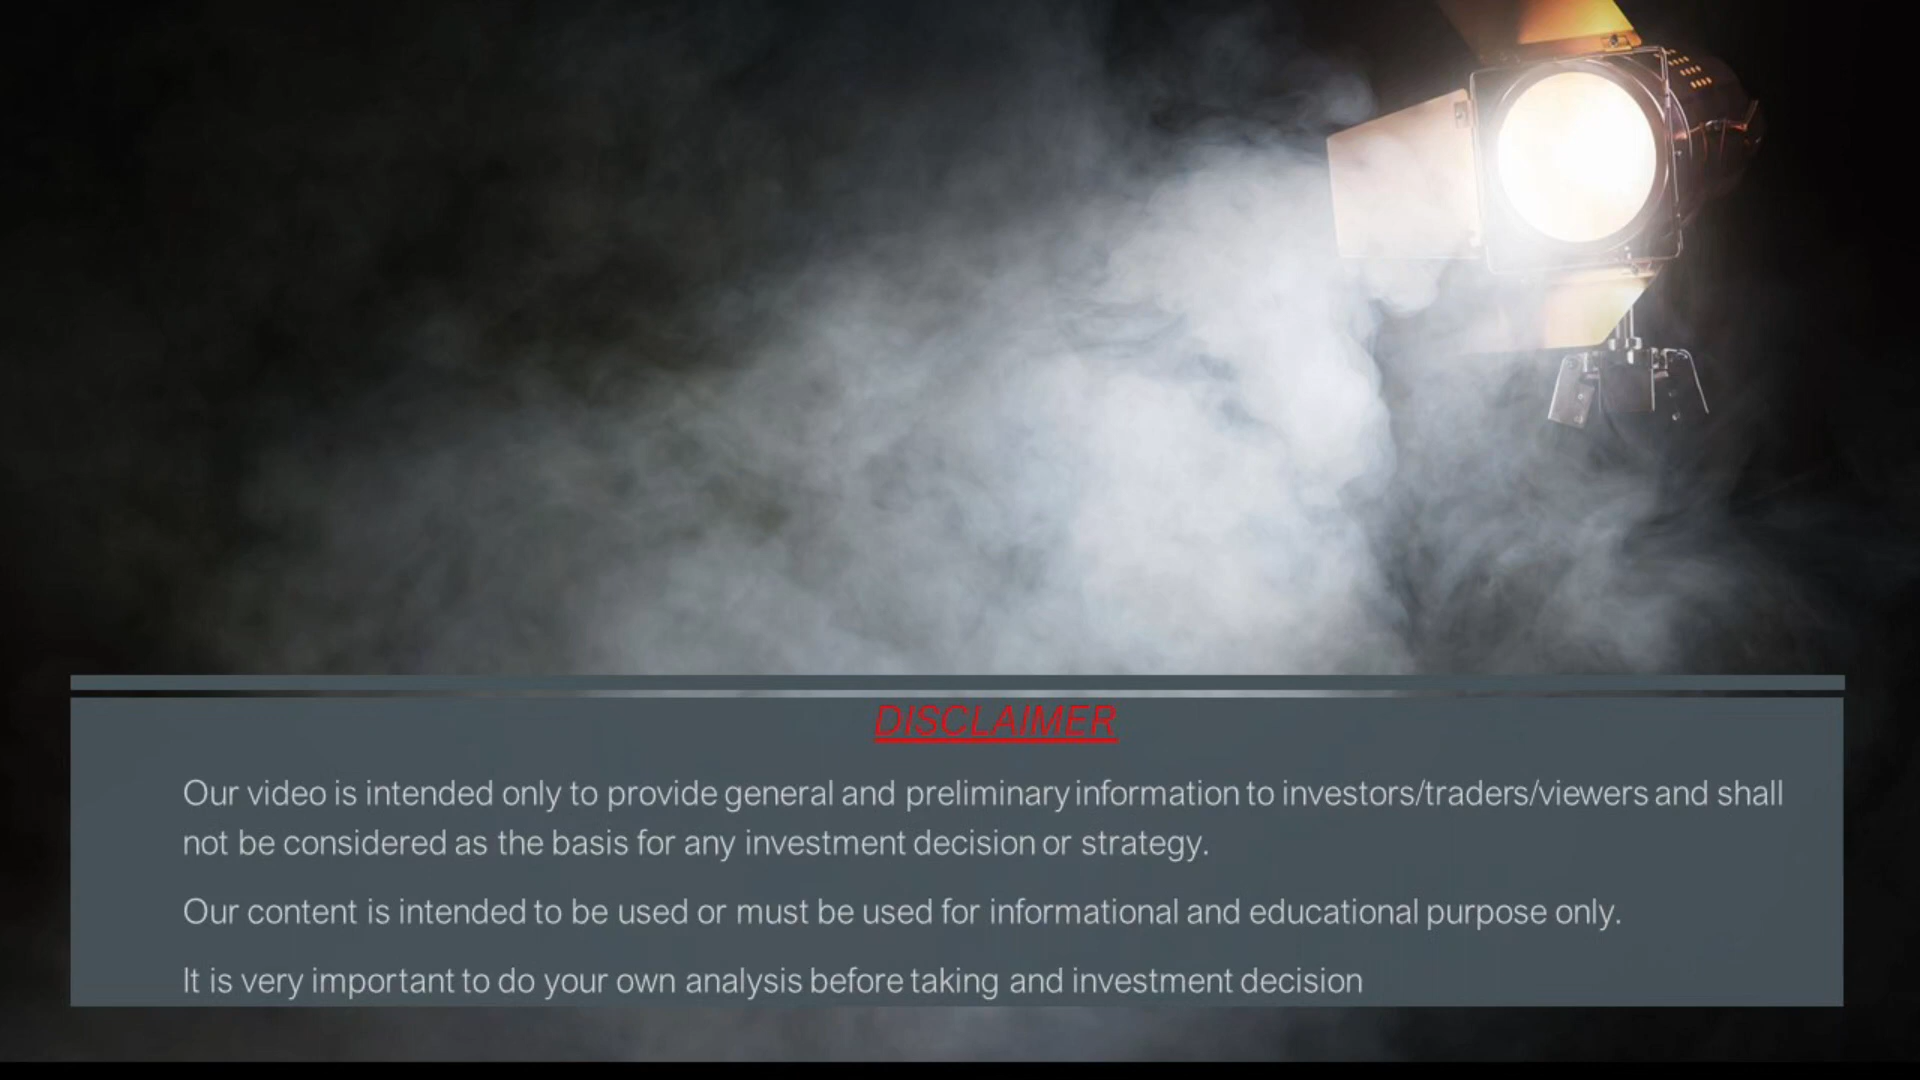 DISCLAIMER
Our video is intended only to provide general and preliminary information to investors/traders/viewers and shall
not be considered as the basis for any investment decision or strategy.
Our content is intended to be used or must be used for informational and educational purpose only.
It is very important to do your own analysis before taking and investment decision